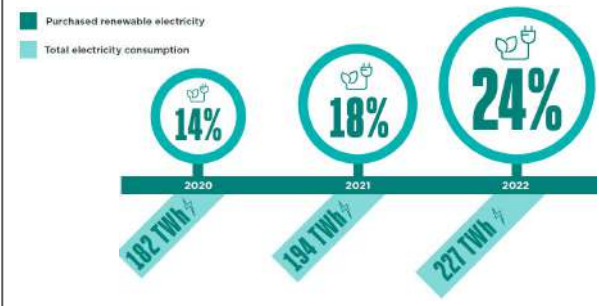 Purchased renewable electricity
Total electricity consumption
14%
18%
24%
2020
2021
2022
182 TWh
194 TWh
227 TWh